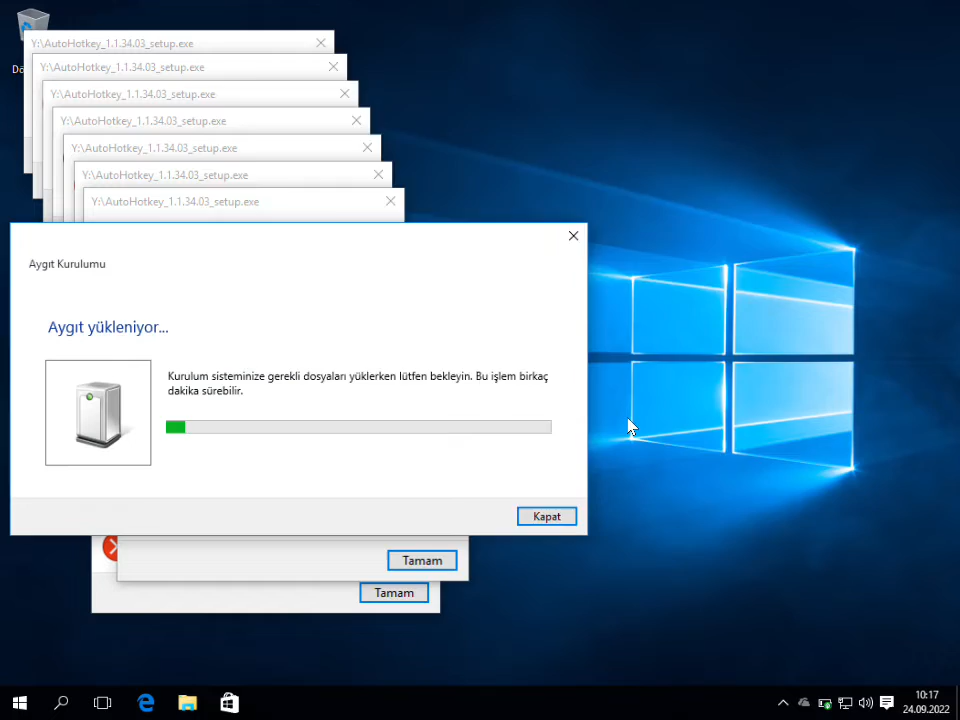 Y:\AutoHotkey_1.1.34.03_setup.exe
Y:\AutoHotkey_1.1.34.03_setup.exe
Y:\AutoHotkey_1.1.34.03_setup.exe
Y:\AutoHotkey_1.1.34.03_setup.exe
Y:\AutoHotkey_1.1.34.03_setup.exe
Y:\AutoHotkey_1.1.34.03_setup.exe
Y:\AutoHotkey_1.1.34.03_setup.exe
Aygıt Kurulumu
Aygıt yükleniyor...
Kurulum sisteminize gerekli dosyaları yüklerken lütfen bekleyin. Bu işlem birkaç
dakika sürebilir.
Kapat
Tamam
Tamam
10:17
24.09.2022